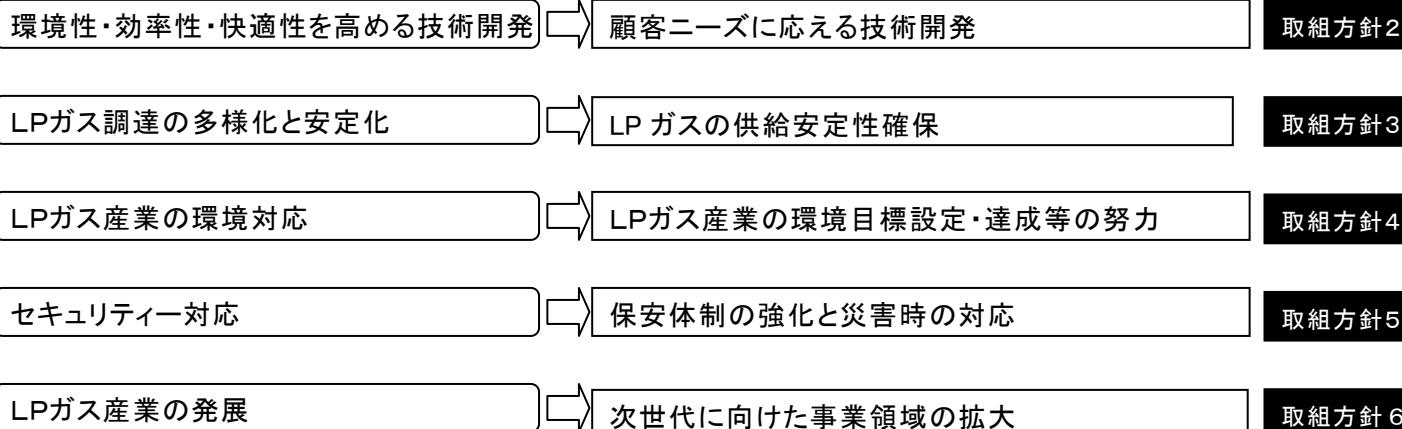 環境性・効率性・快適性を高める技術開発 顧客ニーズに応える技術開発 取組方針2
LPガス調達の多様化と安定化 LP ガスの供給安定性確保 取組方針3
LPガス産業の環境対応 LPガス産業の環境目標設定・達成等の努力 取組方針4
セキュリティー対応 保安体制の強化と災害時の対応 取組方針5
LPガス産業の発展 次世代に向けた事業領域の拡大 取組方針6